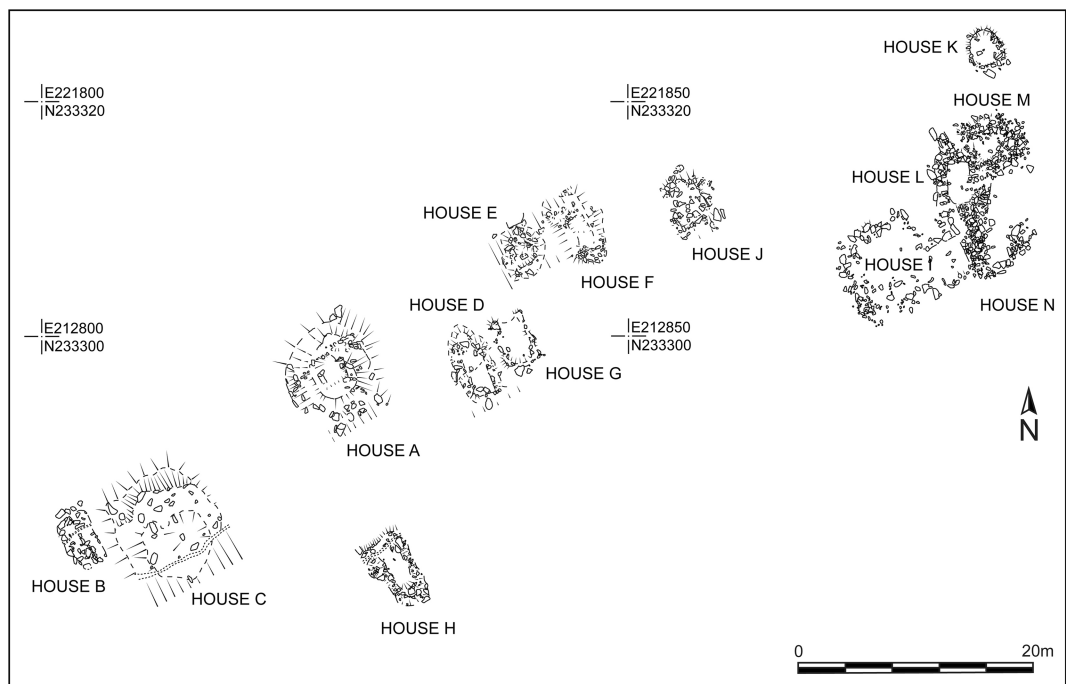 HOUSE K
E221800
N233320
E221850
N233320
HOUSE M
HOUSE L
HOUSE E
HOUSE J
HOUSE I
HOUSE F
HOUSE D
HOUSE N
E212800
N233300
E212850
N233300
HOUSE G
N
HOUSE A
HOUSE B
HOUSE C
HOUSE H
0
20m